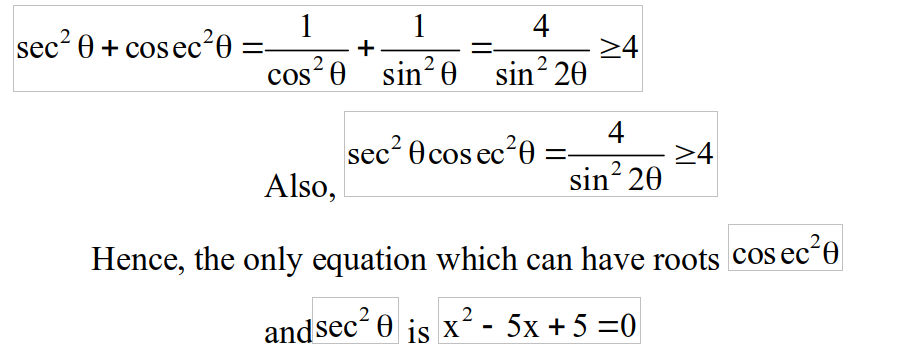 sec² θ + cosec²θ = 1/cos² θ + 1/sin² θ = 4/sin² 2θ ≥4
Also, sec² θcosec²θ = 4/sin² 2θ ≥4
Hence, the only equation which can have roots cosec²θ
and sec² θ is x² - 5x + 5 =0